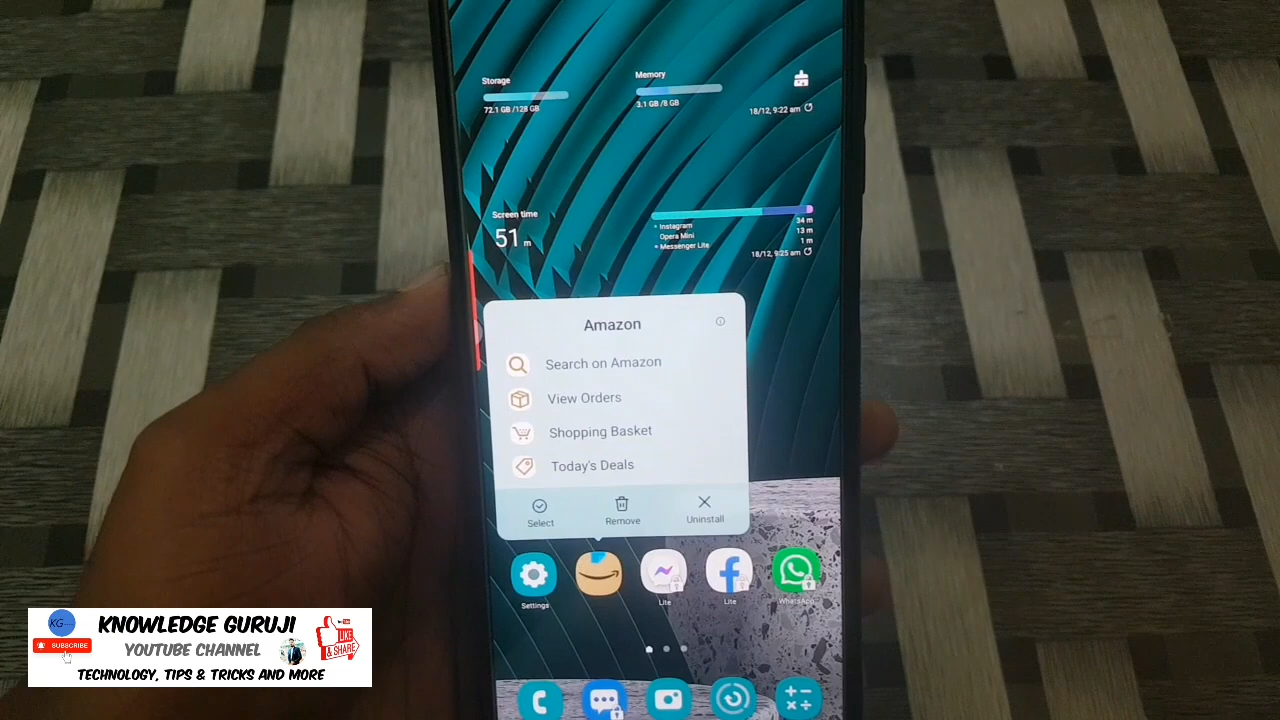 Storage
72.1 GB /128 GB
Memory
3.1 GB /8 GB
18/12, 9:22 am
Screen time
51 m
Instagram 34 m
Opera Mini 13 m
Messenger Lite 1 m
18/12, 9:25 am
Amazon
Search on Amazon
View Orders
Shopping Basket
Today's Deals
Select Remove Uninstall
Settings Lite Lite WhatsApp
KG
SUBSCRIBE
KNOWLEDGE GURUJI
YOUTUBE CHANNEL
TECHNOLOGY, TIPS & TRICKS AND MORE
LIKE
& SHARE